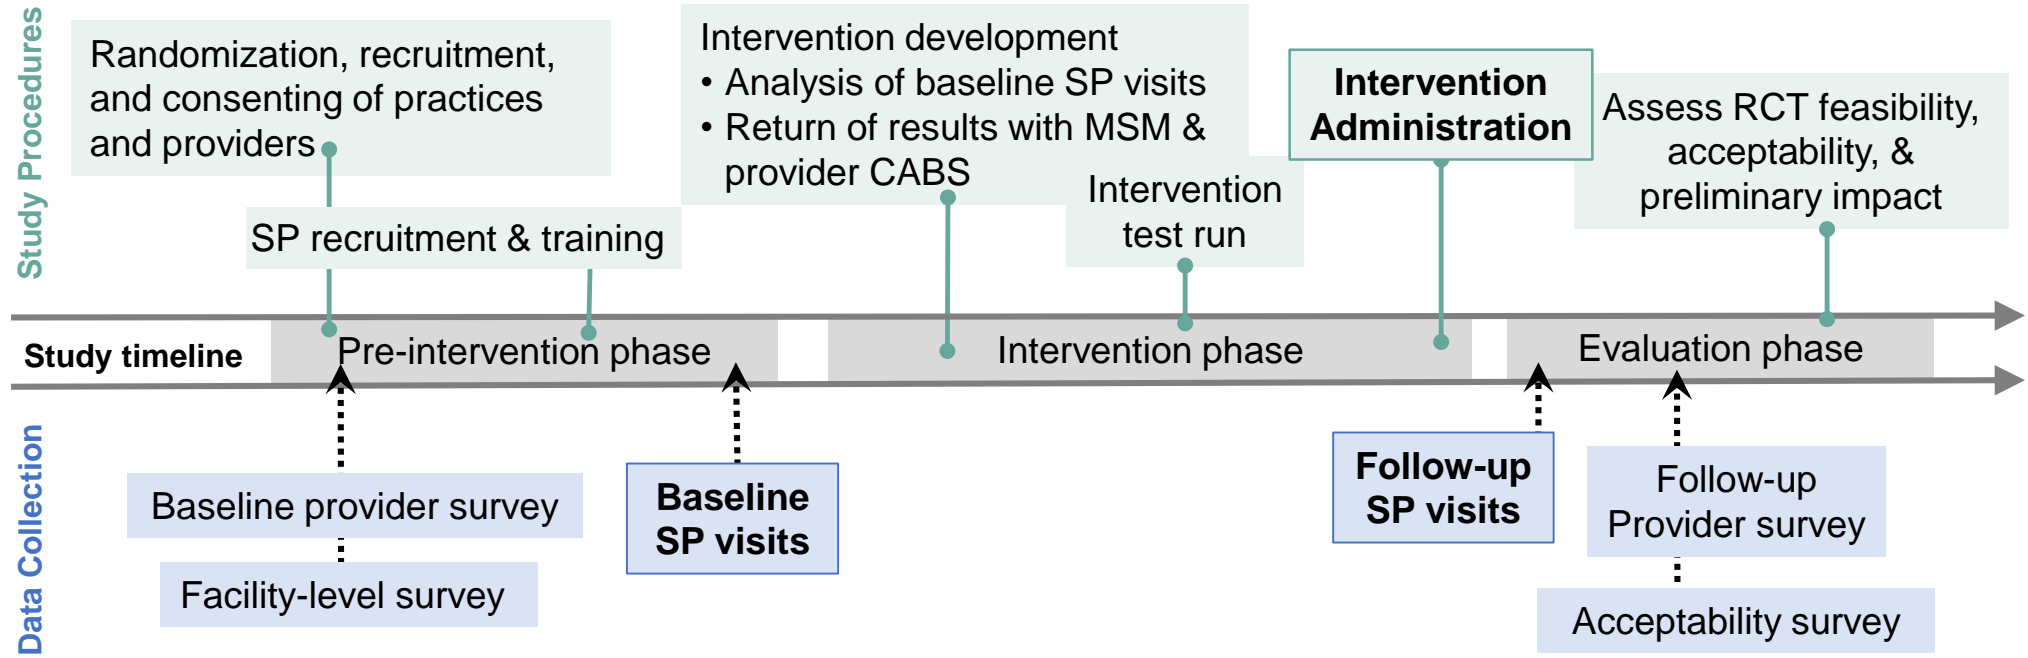 Study Procedures
Randomization, recruitment,
and consenting of practices
and providers
SP recruitment & training
Intervention development
• Analysis of baseline SP visits
• Return of results with MSM &
provider CABS
Intervention
test run
Intervention
Administration
Assess RCT feasibility,
acceptability, &
preliminary impact
Study timeline
Pre-intervention phase
Intervention phase
Evaluation phase
Data Collection
Baseline provider survey
Facility-level survey
Baseline
SP visits
Follow-up
SP visits
Follow-up
Provider survey
Acceptability survey